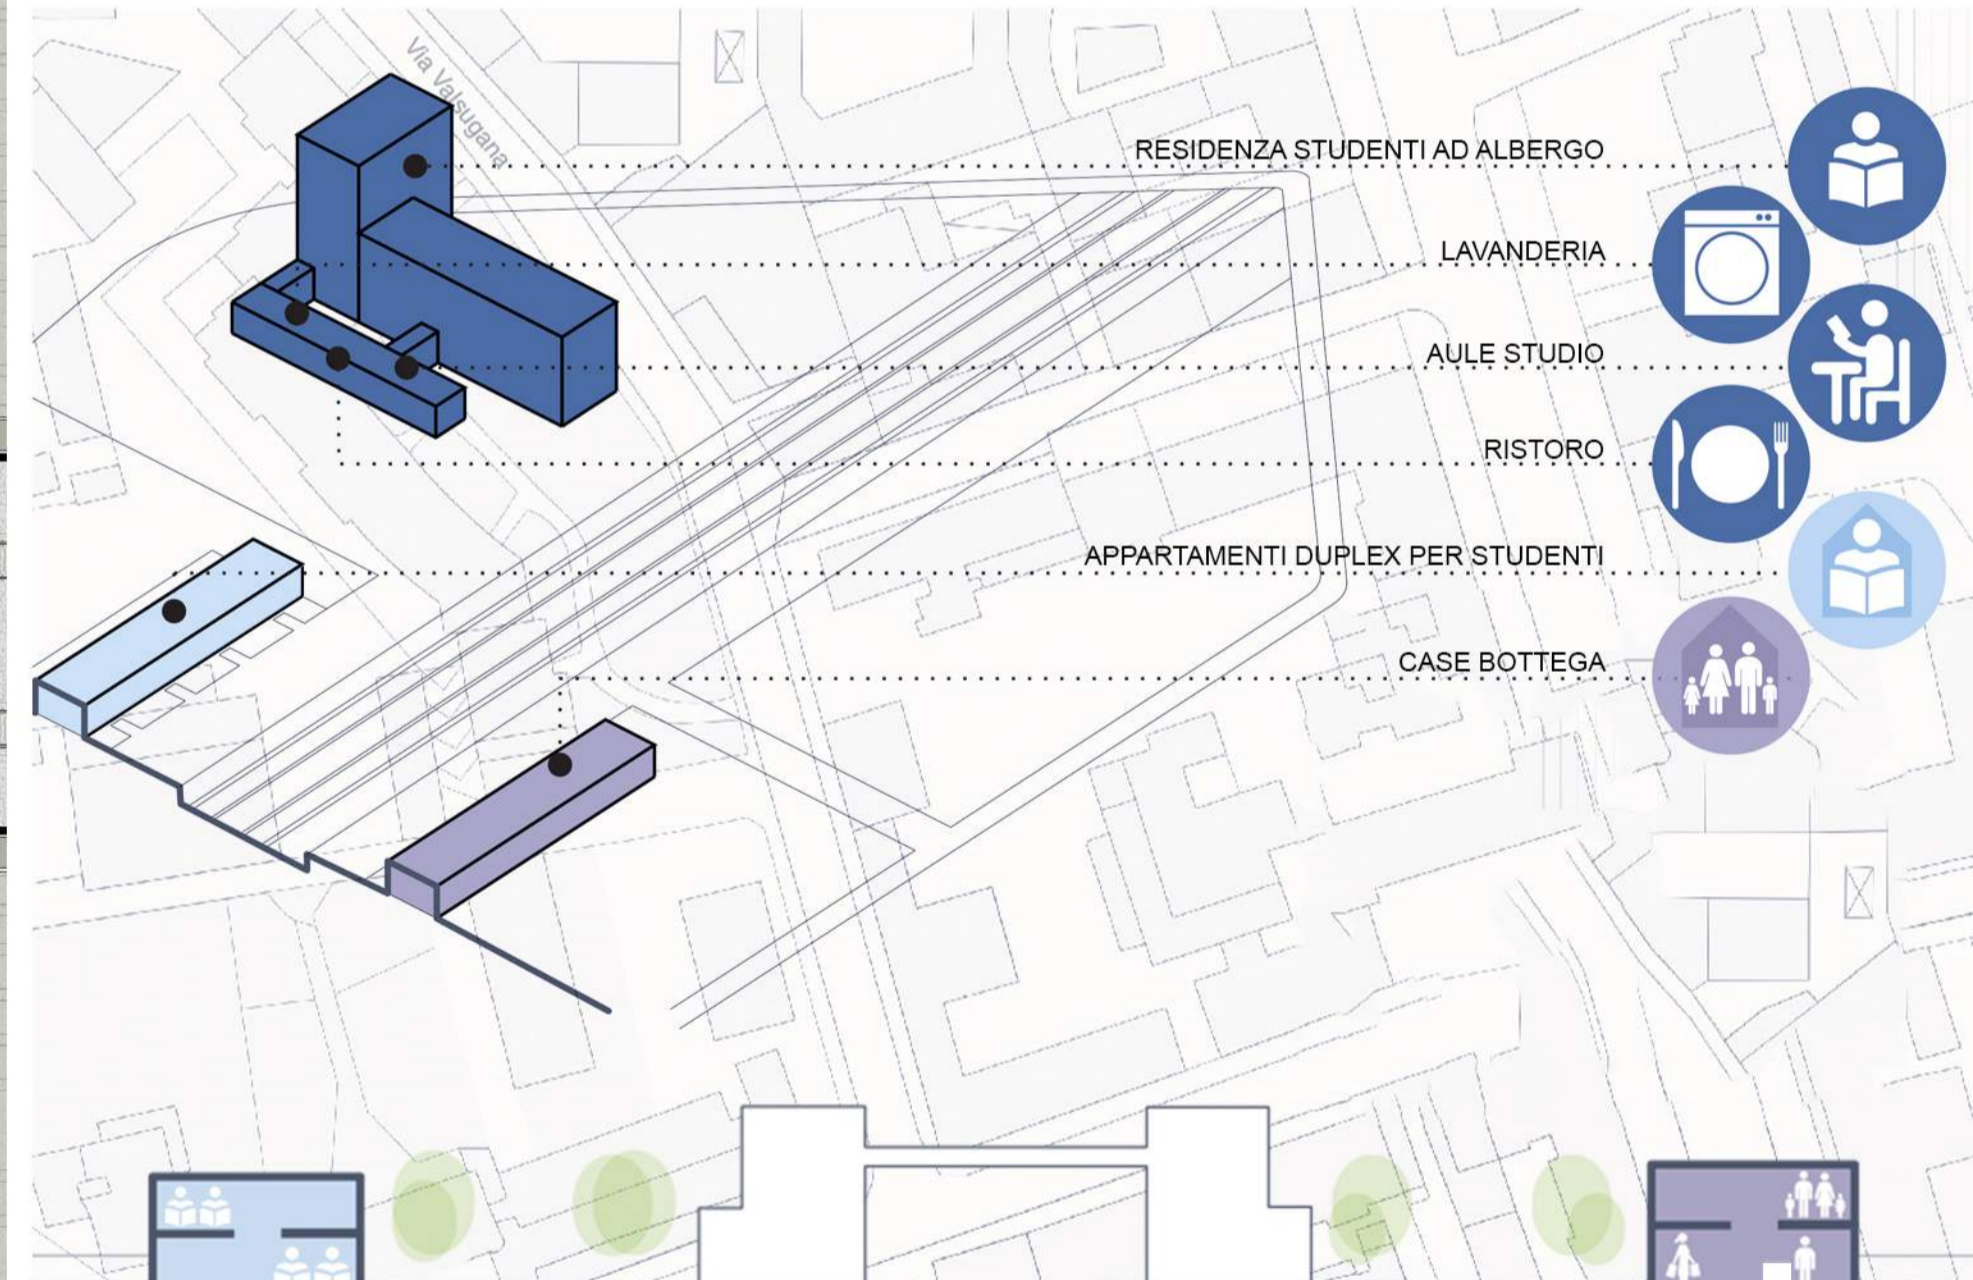 Via Valsugana
RESIDENZA STUDENTI AD ALBERGO
LAVANDERIA
AULE STUDIO
RISTORO
APPARTAMENTI DUPLEX PER STUDENTI
CASE BOTTEGA